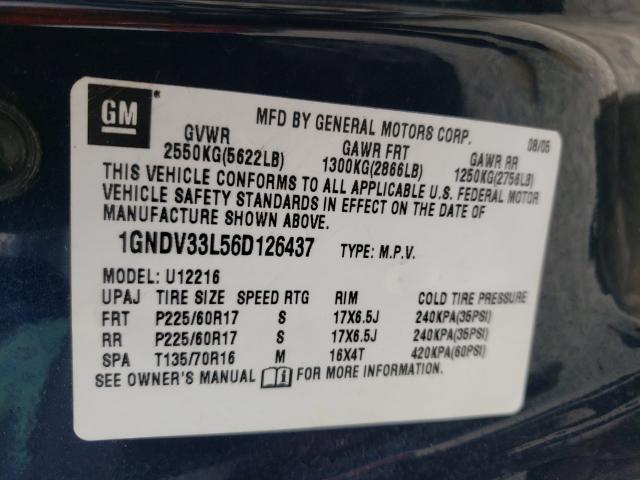 GM
MFD BY GENERAL MOTORS CORP. 08/05
GVWR GAWR FRT GAWR RR
2550KG(5622LB) 1300KG(2866LB) 1250KG(2756LB)
THIS VEHICLE CONFORMS TO ALL APPLICABLE U.S. FEDERAL MOTOR
VEHICLE SAFETY STANDARDS IN EFFECT ON THE DATE OF
MANUFACTURE SHOWN ABOVE.
1GNDV33L56D126437 TYPE: M.P.V.
MODEL: U12216
UPAJ TIRE SIZE SPEED RTG RIM COLD TIRE PRESSURE
FRT P225/60R17 S 17X6.5J 240KPA(35PSI)
RR P225/60R17 S 17X6.5J 240KPA(35PSI)
SPA T135/70R16 M 16X4T 420KPA(60PSI)
SEE OWNER'S MANUAL i FOR MORE INFORMATION.